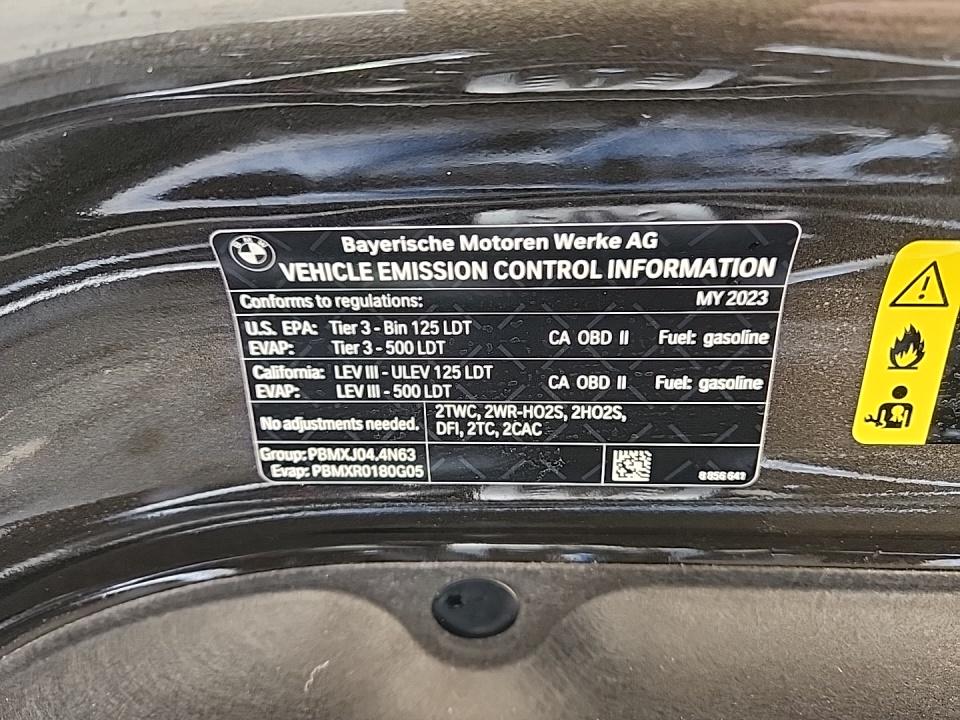 BMW
Bayerische Motoren Werke AG
VEHICLE EMISSION CONTROL INFORMATION
Conforms to regulations: MY 2023
U.S. EPA: Tier 3 - Bin 125 LDT CA OBD II Fuel: gasoline
EVAP: Tier 3 - 500 LDT
California: LEV III - ULEV 125 LDT CA OBD II Fuel: gasoline
EVAP: LEV III - 500 LDT
No adjustments needed. 2TWC, 2WR-HO2S, 2HO2S,
DFI, 2TC, 2CAC
Group: PBMXJ04.4N63
Evap: PBMXR0180G05